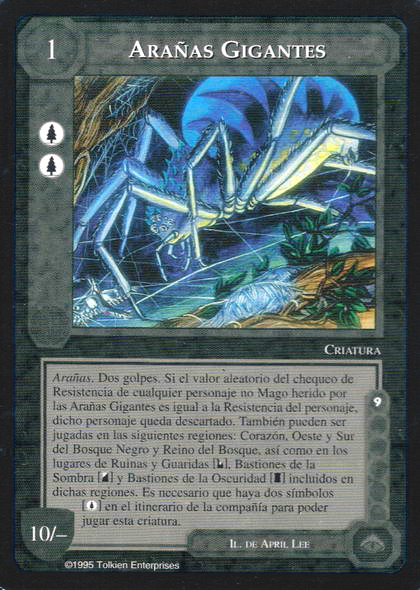 1
ARAÑAS GIGANTES
CRIATURA
Arañas. Dos golpes. Si el valor aleatorio del chequeo de
Resistencia de cualquier personaje no Mago herido por
las Arañas Gigantes es igual a la Resistencia del personaje,
dicho personaje queda descartado. También pueden ser
jugadas en las siguientes regiones: Corazón, Oeste y Sur
del Bosque Negro y Reino del Bosque, así como en los
lugares de Ruinas y Guaridas [], Bastiones de la
Sombra [] y Bastiones de la Oscuridad [] incluidos en
dichas regiones. Es necesario que haya dos símbolos
[] en el itinerario de la compañía para poder
jugar esta criatura.
9
10/–
IL. DE APRIL LEE
©1995 Tolkien Enterprises